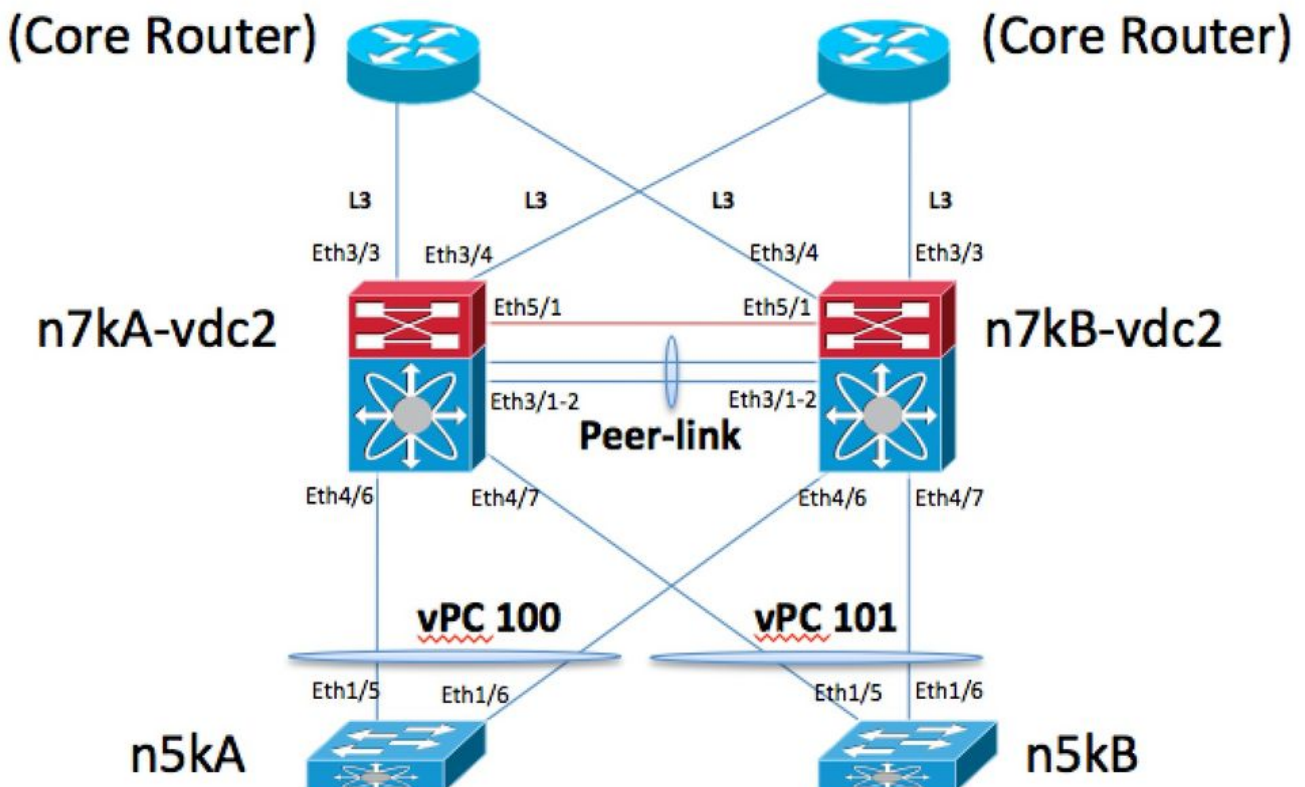 (Core Router)
(Core Router)
L3
L3
L3
L3
Eth3/3
Eth3/4
Eth3/4
Eth3/3
n7kA-vdc2
Eth5/1
Eth5/1
n7kB-vdc2
Eth3/1-2
Eth3/1-2
Peer-link
Eth4/6
Eth4/7
Eth4/6
Eth4/7
vPC 100
vPC 101
Eth1/5
Eth1/6
Eth1/5
Eth1/6
n5kA
n5kB